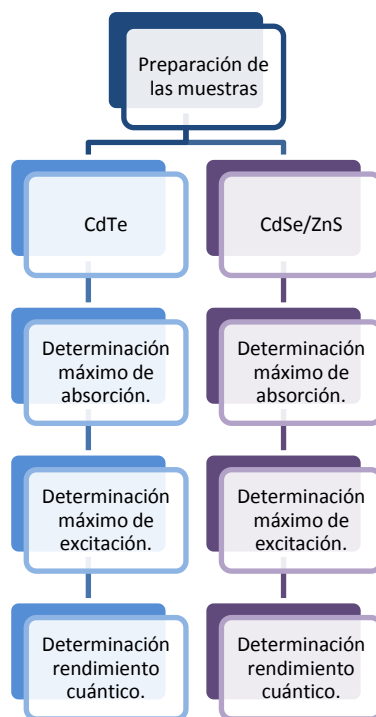 Preparación de
las muestras
CdTe
CdSe/ZnS
Determinación
máximo de
absorción.
Determinación
máximo de
absorción.
Determinación
máximo de
excitación.
Determinación
máximo de
excitación.
Determinación
rendimiento
cuántico.
Determinación
rendimiento
cuántico.